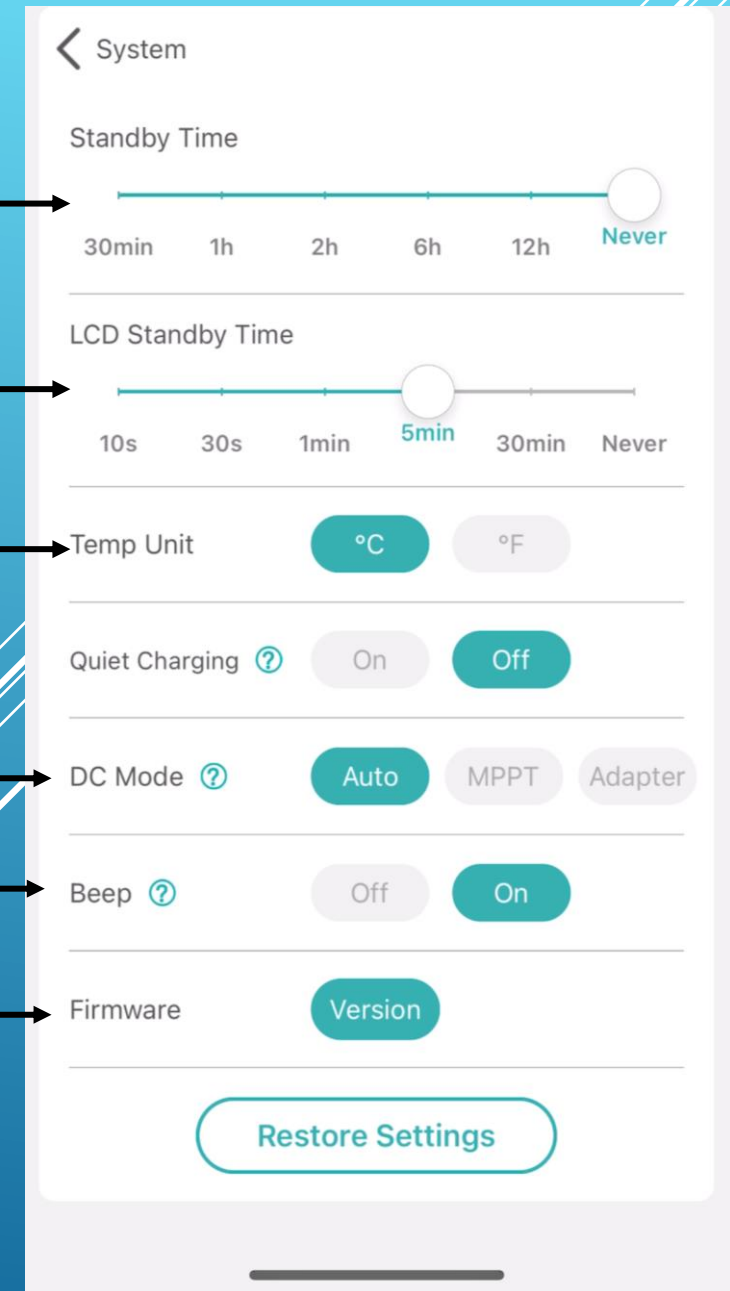 System
Standby Time
30min 1h 2h 6h 12h Never
LCD Standby Time
10s 30s 1min 5min 30min Never
Temp Unit °C °F
Quiet Charging ? On Off
DC Mode ? Auto MPPT Adapter
Beep ? Off On
Firmware Version
Restore Settings